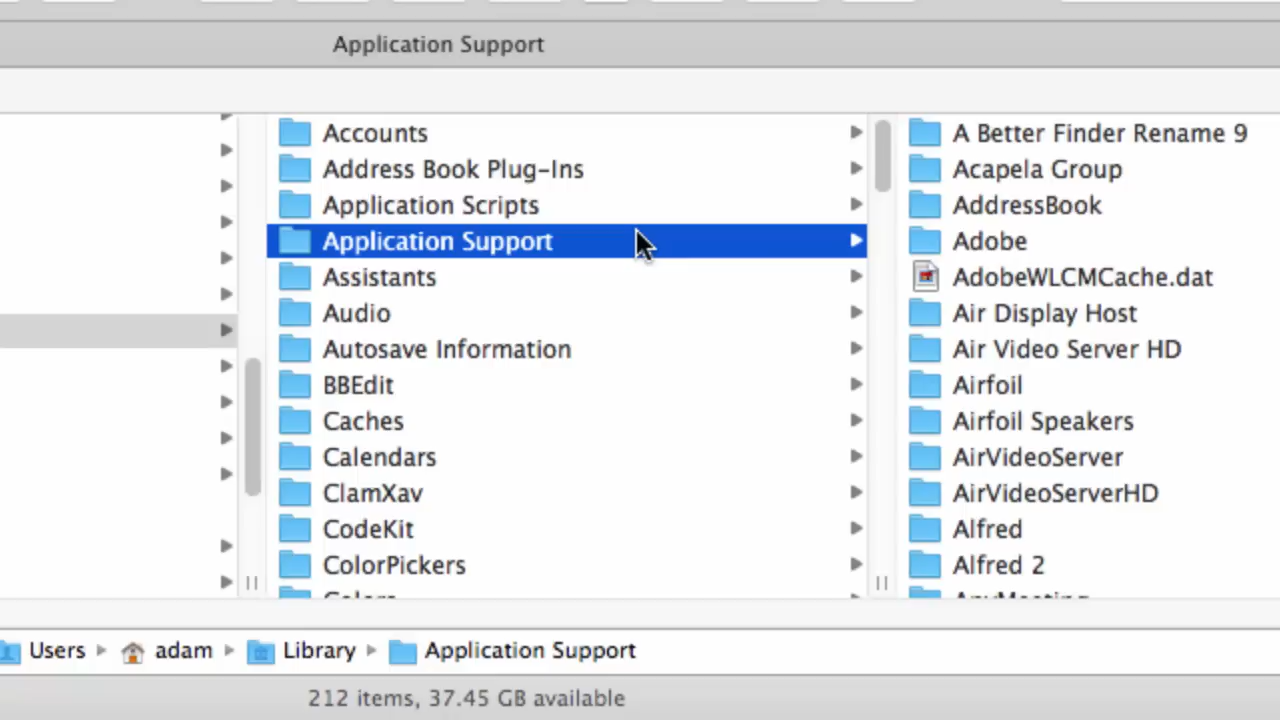 Application Support
Accounts
Address Book Plug-Ins
Application Scripts
Application Support
Assistants
Audio
Autosave Information
BBEdit
Caches
Calendars
ClamXav
CodeKit
ColorPickers
Colors
A Better Finder Rename 9
Acapela Group
AddressBook
Adobe
AdobeWLCMCache.dat
Air Display Host
Air Video Server HD
Airfoil
Airfoil Speakers
AirVideoServer
AirVideoServerHD
Alfred
Alfred 2
AnyMeeting
Users adam Library Application Support
212 items, 37.45 GB available